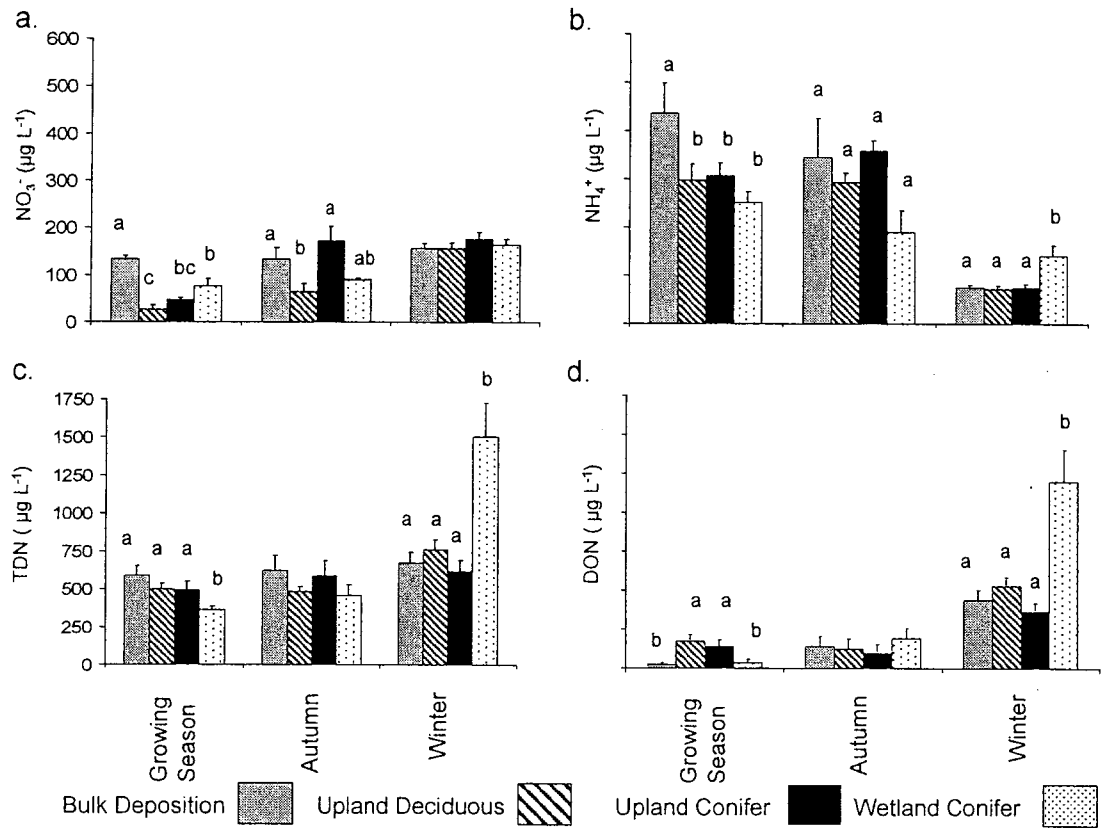 a.
600
500
400
300
200
100
0
NO₃⁻ (µg L⁻¹)
a
c
bc
b
a
b
a
ab
b.
NH₄⁺ (µg L⁻¹)
a
b
b
b
a
a
a
a
a
a
a
b
c.
1750
1500
1250
1000
750
500
250
0
TDN ( µg L⁻¹)
a
a
a
b
a
a
a
b
Growing
Season
Autumn
Winter
d.
DON ( µg L⁻¹)
b
a
a
b
a
a
a
b
Growing
Season
Autumn
Winter
Bulk Deposition Upland Deciduous Upland Conifer Wetland Conifer